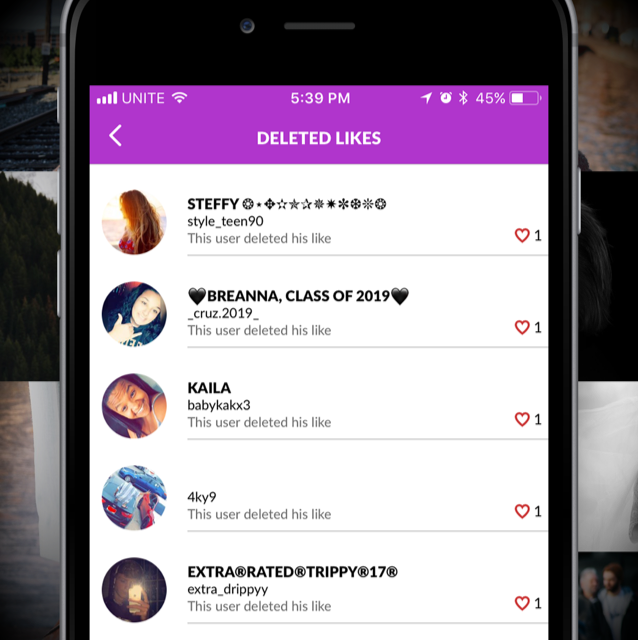 UNITE 5:39 PM 45%
DELETED LIKES
STEFFY ❂⋆✥✫✯✰✵✷✻❆❊❂
style_teen90
This user deleted his like
1
🖤BREANNA, CLASS OF 2019🖤
_cruz.2019_
This user deleted his like
1
KAILA
babykakx3
This user deleted his like
1
4ky9
This user deleted his like
1
EXTRA®RATED®TRIPPY®17®
extra_drippyy
This user deleted his like
1